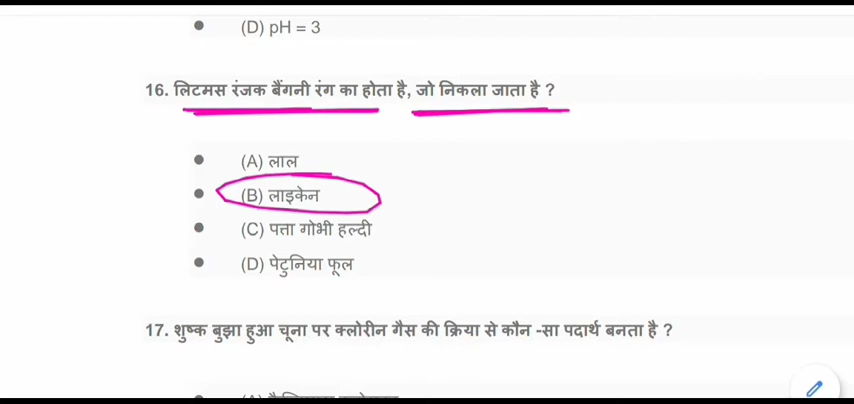 (D) pH = 3
16. लिटमस रंजक बैंगनी रंग का होता है, जो निकला जाता है ?
(A) लाल
(B) लाइकेन
(C) पत्ता गोभी हल्दी
(D) पेटुनिया फूल
17. शुष्क बुझा हुआ चूना पर क्लोरीन गैस की क्रिया से कौन -सा पदार्थ बनता है ?